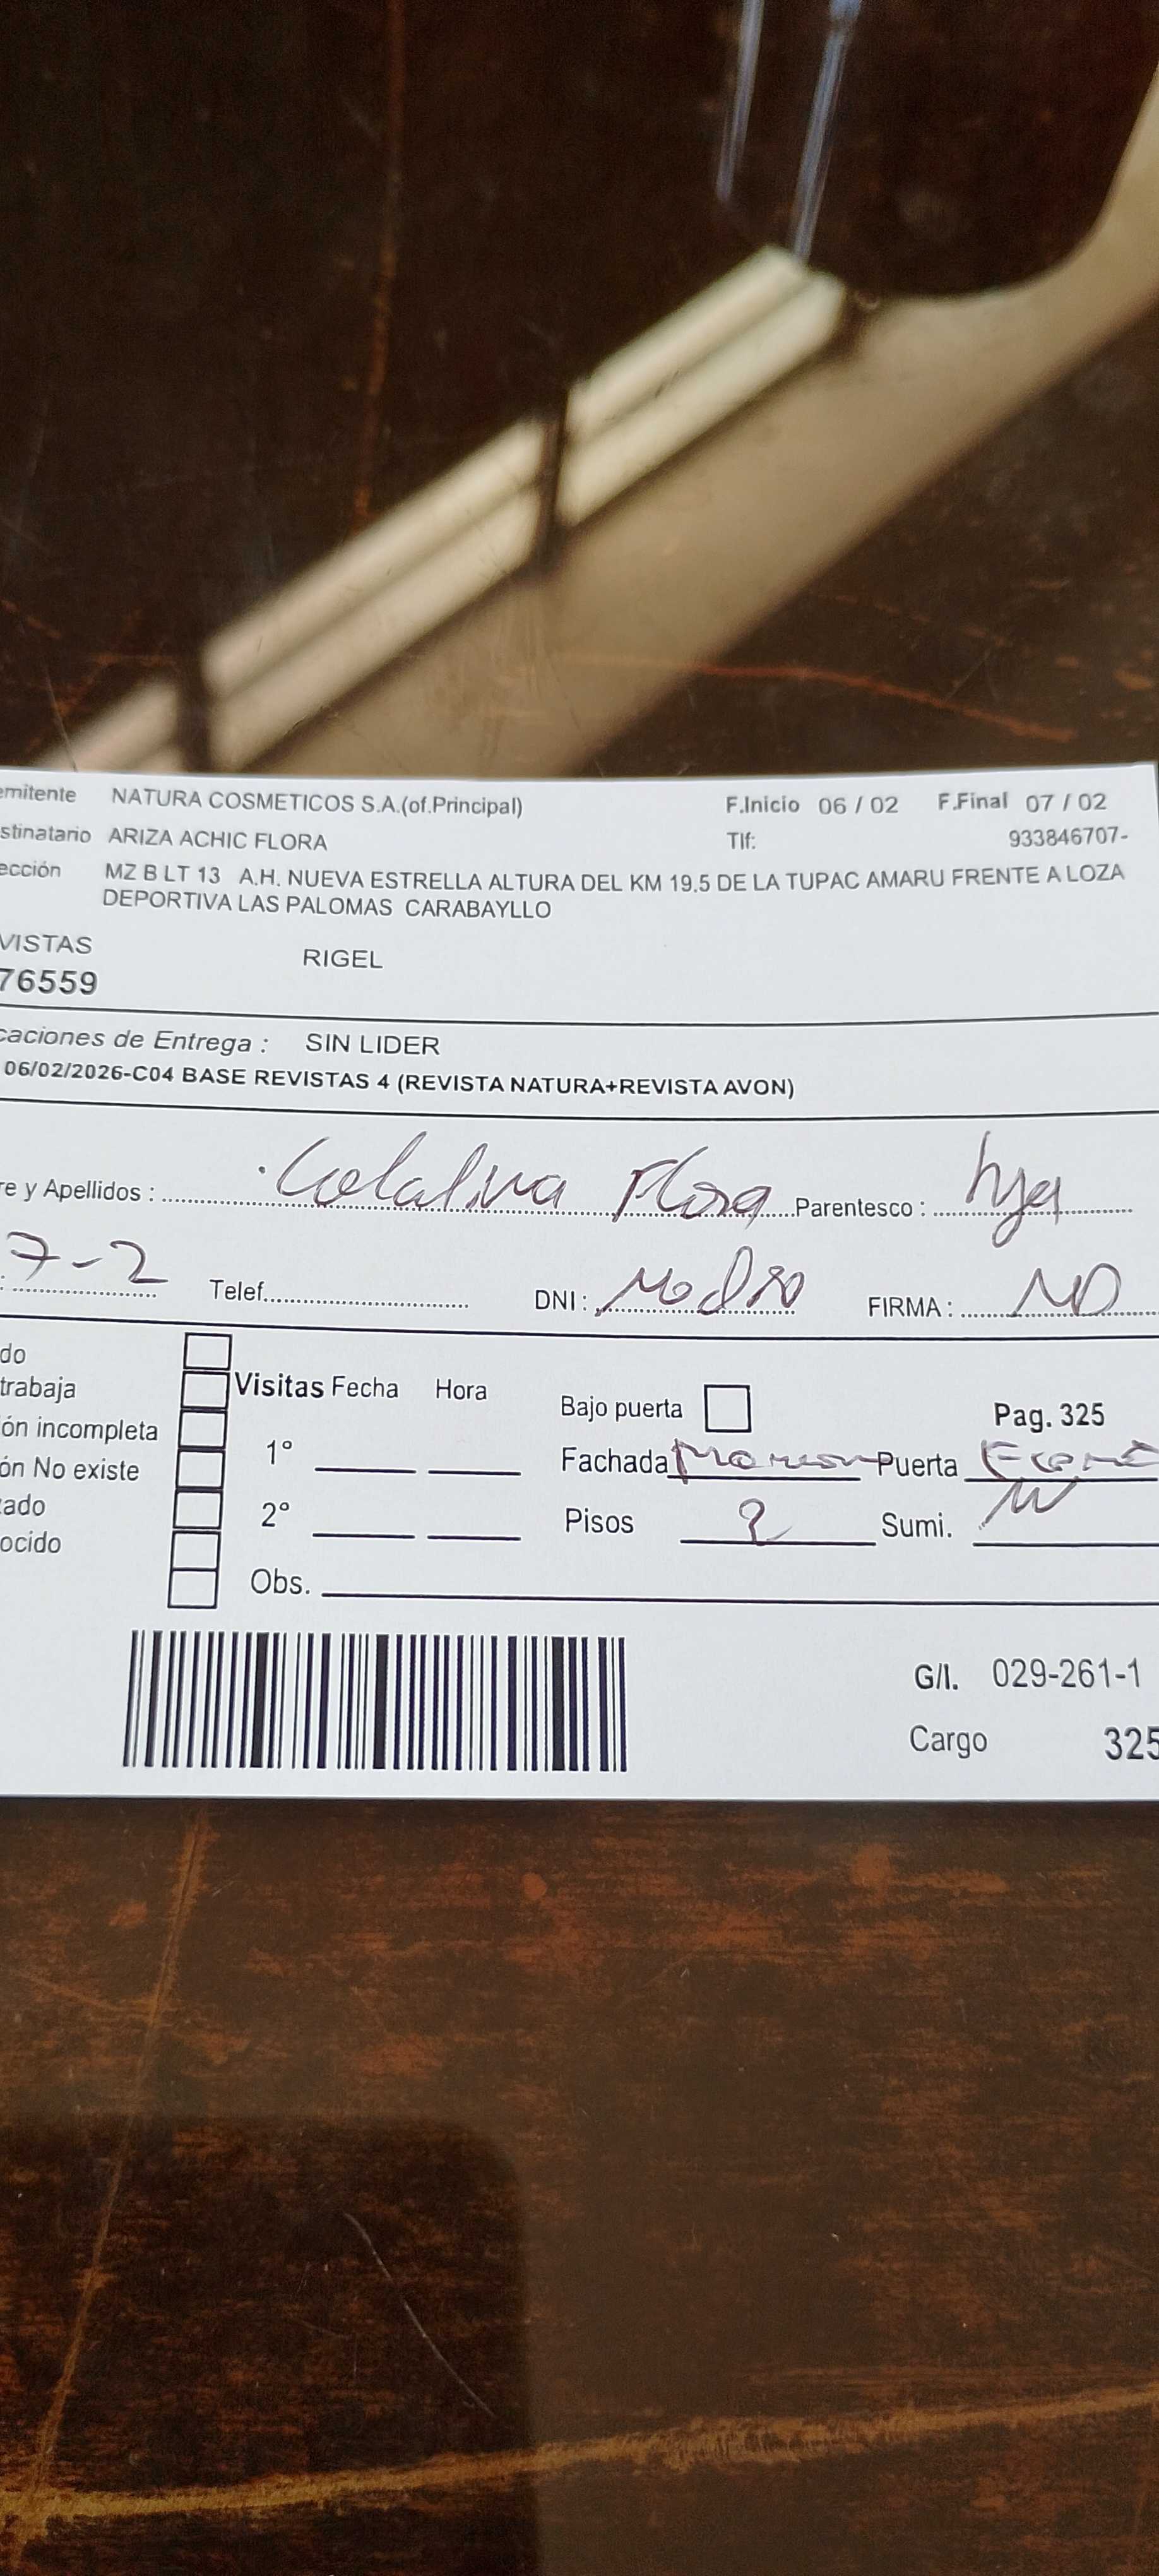 emitente NATURA COSMETICOS S.A.(of.Principal) F.Inicio 06 / 02 F.Final 07 / 02
stinatario ARIZA ACHIC FLORA Tlf: 933846707-
ección MZ B LT 13 A.H. NUEVA ESTRELLA ALTURA DEL KM 19.5 DE LA TUPAC AMARU FRENTE A LOZA
DEPORTIVA LAS PALOMAS CARABAYLLO
VISTAS RIGEL
76559
caciones de Entrega : SIN LIDER
06/02/2026-C04 BASE REVISTAS 4 (REVISTA NATURA+REVISTA AVON)
re y Apellidos : Flora Parentesco :
: 7-2 Telef. DNI : FIRMA :
do
trabaja Visitas Fecha Hora Bajo puerta Pag. 325
ón incompleta 1° Fachada Marron Puerta
ón No existe
ado 2° Pisos 2 Sumi.
ocido
Obs.
G/I. 029-261-1
Cargo 325